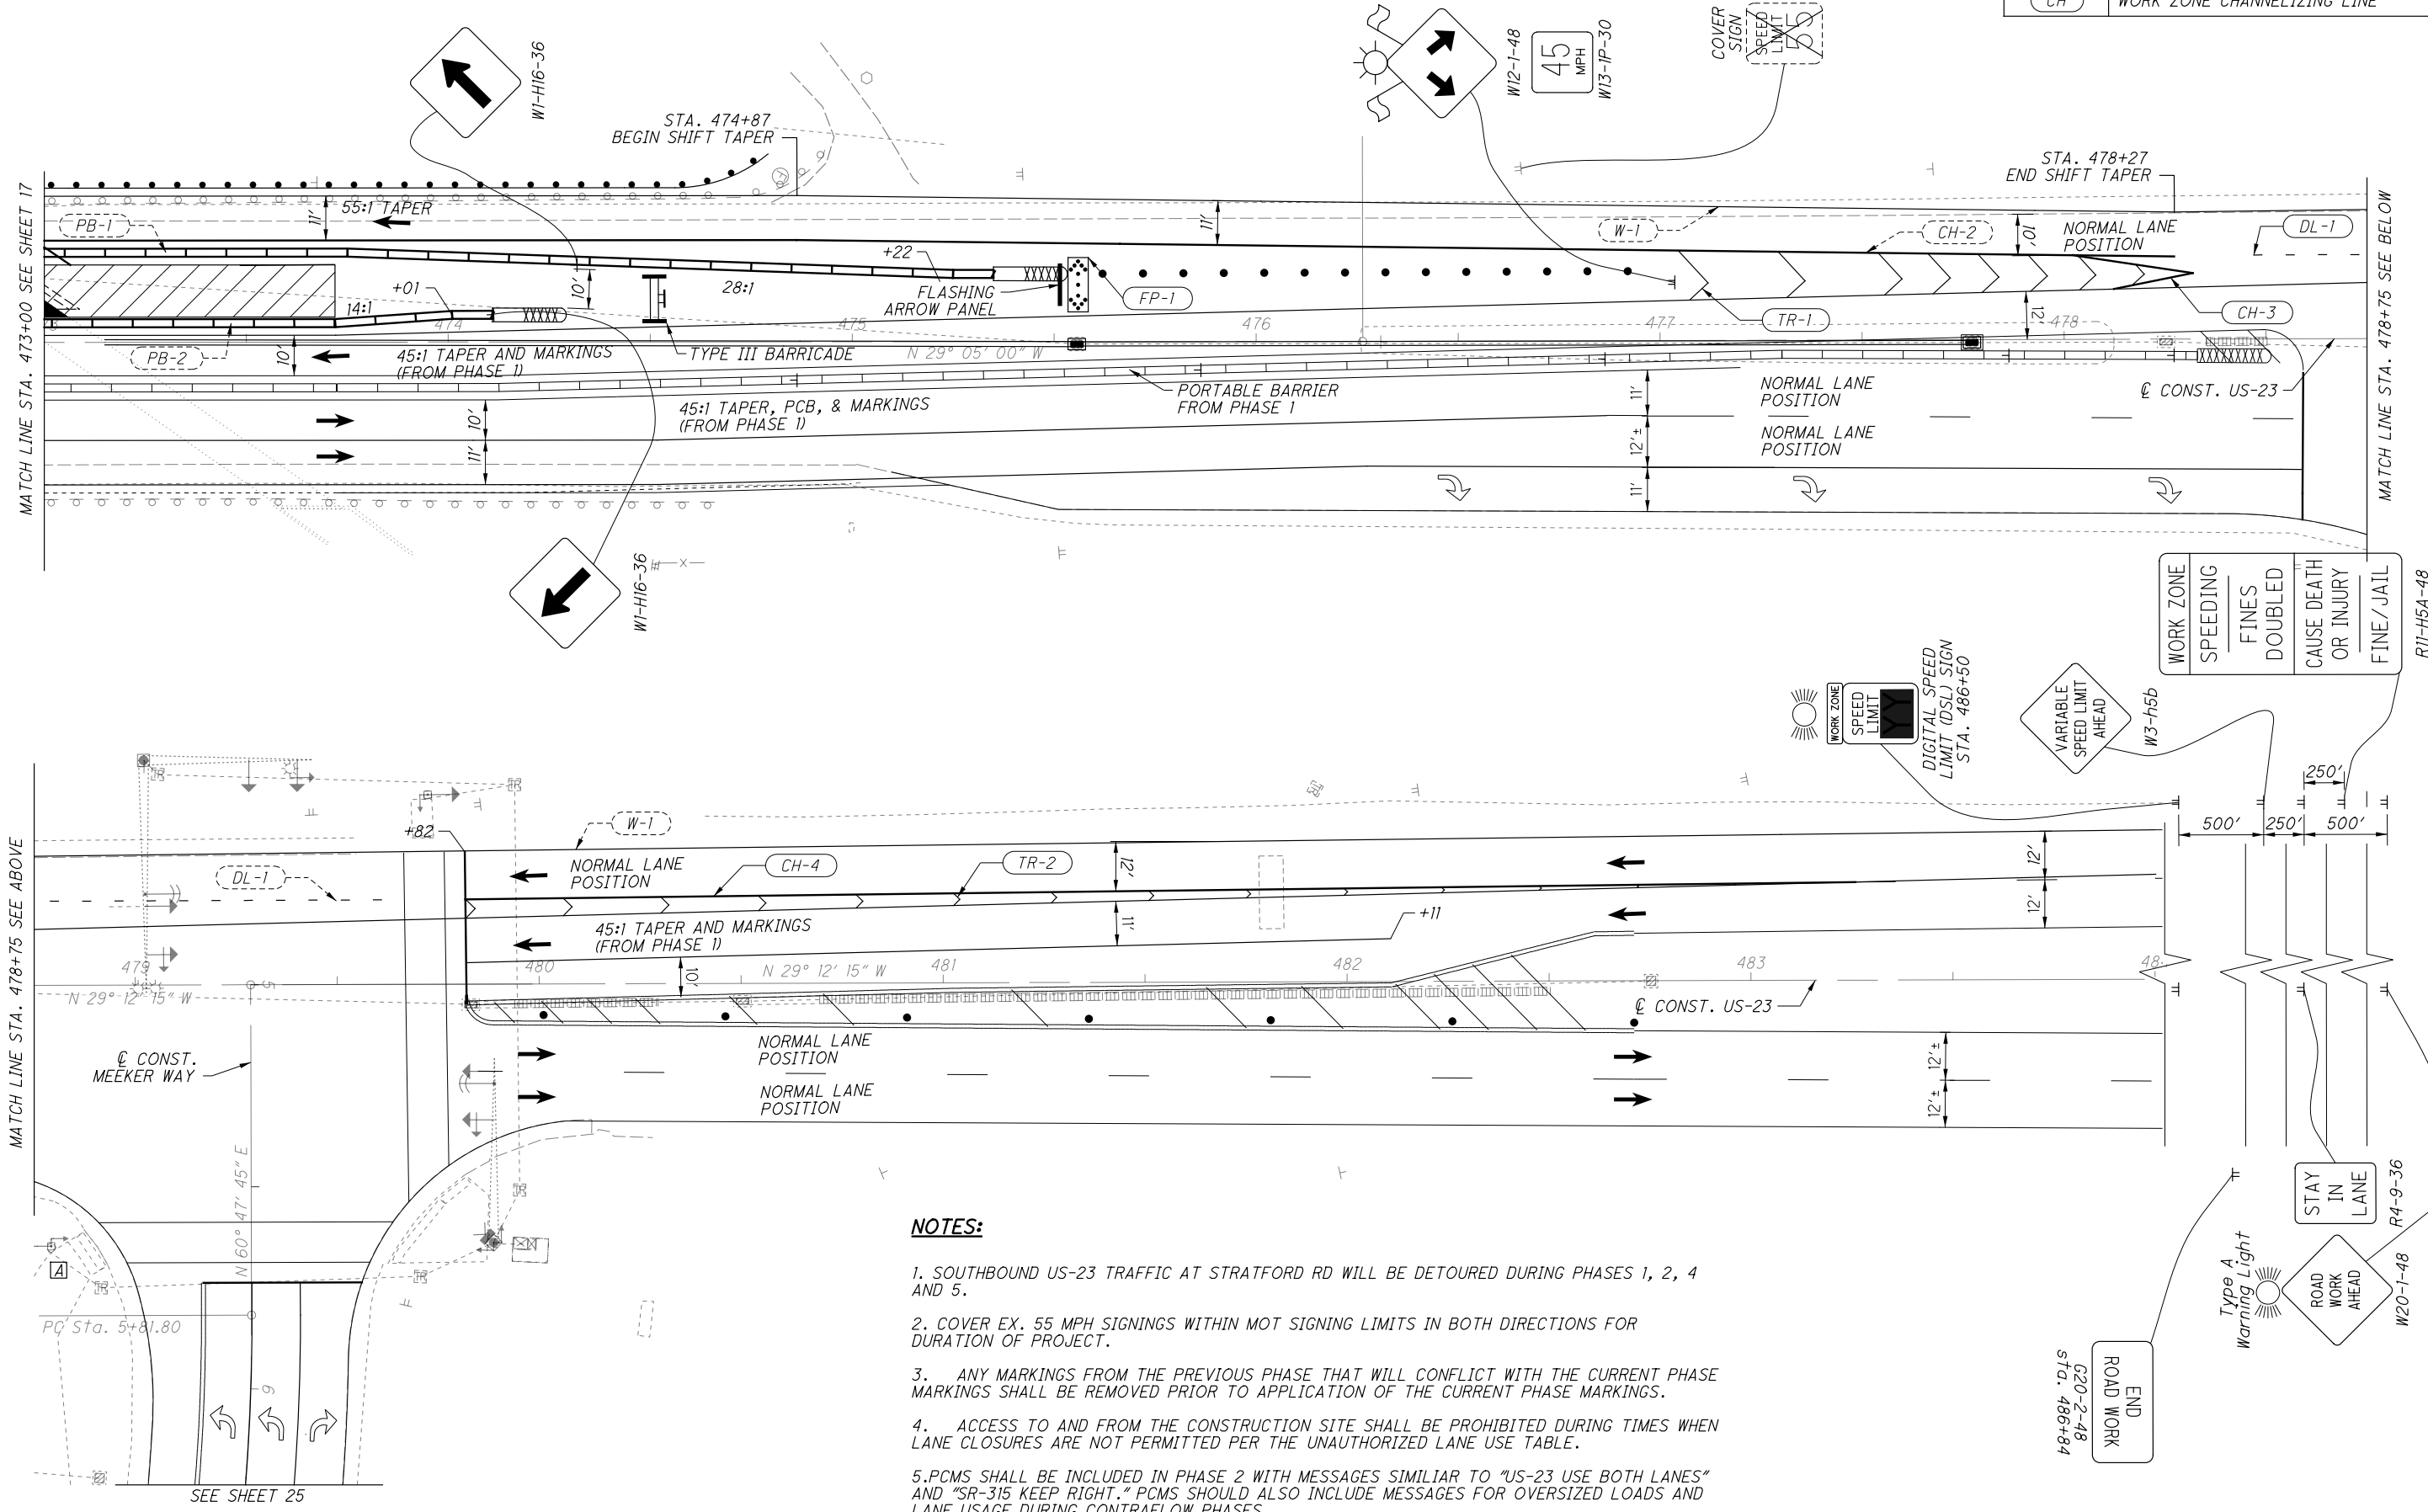 CH
WORK ZONE CHANNELIZING LINE
W1-H16-36
STA. 474+87
BEGIN SHIFT TAPER
W12-1-48
45
MPH
W13-1P-30
COVER
SIGN
SPEED
LIMIT
55
STA. 478+27
END SHIFT TAPER
MATCH LINE STA. 473+00 SEE SHEET 17
PB-1
11'
55:1 TAPER
11'
W-1
CH-2
10'
NORMAL LANE
POSITION
DL-1
+22
FLASHING
ARROW PANEL
FP-1
28:1
10'
+01
14:1
TR-1
12'
CH-3
474
475
476
477
478
PB-2
10'
45:1 TAPER AND MARKINGS
(FROM PHASE 1)
TYPE III BARRICADE
N 29° 05' 00" W
PORTABLE BARRIER
FROM PHASE 1
NORMAL LANE
POSITION
℄ CONST. US-23
10'
45:1 TAPER, PCB, & MARKINGS
(FROM PHASE 1)
11'
12'±
NORMAL LANE
POSITION
11'
11'
MATCH LINE STA. 478+75 SEE BELOW
W1-H16-36
WORK ZONE
SPEEDING
FINES
DOUBLED
CAUSE DEATH
OR INJURY
FINE/JAIL
R11-H5A-48
WORK ZONE
SPEED
LIMIT
YY
DIGITAL SPEED
LIMIT (DSL) SIGN
STA. 486+50
VARIABLE
SPEED LIMIT
AHEAD
W3-h5b
250'
500'
250'
500'
MATCH LINE STA. 478+75 SEE ABOVE
+82
W-1
NORMAL LANE
POSITION
CH-4
TR-2
12'
12'
12'
DL-1
45:1 TAPER AND MARKINGS
(FROM PHASE 1)
11'
+11
10'
479
480
481
482
483
48
N 29° 12' 15" W
N 29° 12' 15" W
5
℄ CONST. US-23
℄ CONST.
MEEKER WAY
NORMAL LANE
POSITION
NORMAL LANE
POSITION
12'±
12'±
N 60° 47' 45" E
A
PC Sta. 5+81.80
6
SEE SHEET 25
STAY
IN
LANE
R4-9-36
Type A
Warning Light
ROAD
WORK
AHEAD
W20-1-48
END
ROAD WORK
G20-2-48
sta. 486+84
NOTES:
1. SOUTHBOUND US-23 TRAFFIC AT STRATFORD RD WILL BE DETOURED DURING PHASES 1, 2, 4
AND 5.
2. COVER EX. 55 MPH SIGNINGS WITHIN MOT SIGNING LIMITS IN BOTH DIRECTIONS FOR
DURATION OF PROJECT.
3. ANY MARKINGS FROM THE PREVIOUS PHASE THAT WILL CONFLICT WITH THE CURRENT PHASE
MARKINGS SHALL BE REMOVED PRIOR TO APPLICATION OF THE CURRENT PHASE MARKINGS.
4. ACCESS TO AND FROM THE CONSTRUCTION SITE SHALL BE PROHIBITED DURING TIMES WHEN
LANE CLOSURES ARE NOT PERMITTED PER THE UNAUTHORIZED LANE USE TABLE.
5.PCMS SHALL BE INCLUDED IN PHASE 2 WITH MESSAGES SIMILIAR TO "US-23 USE BOTH LANES"
AND "SR-315 KEEP RIGHT." PCMS SHOULD ALSO INCLUDE MESSAGES FOR OVERSIZED LOADS AND
LANE USAGE DURING CONTRAFLOW PHASES